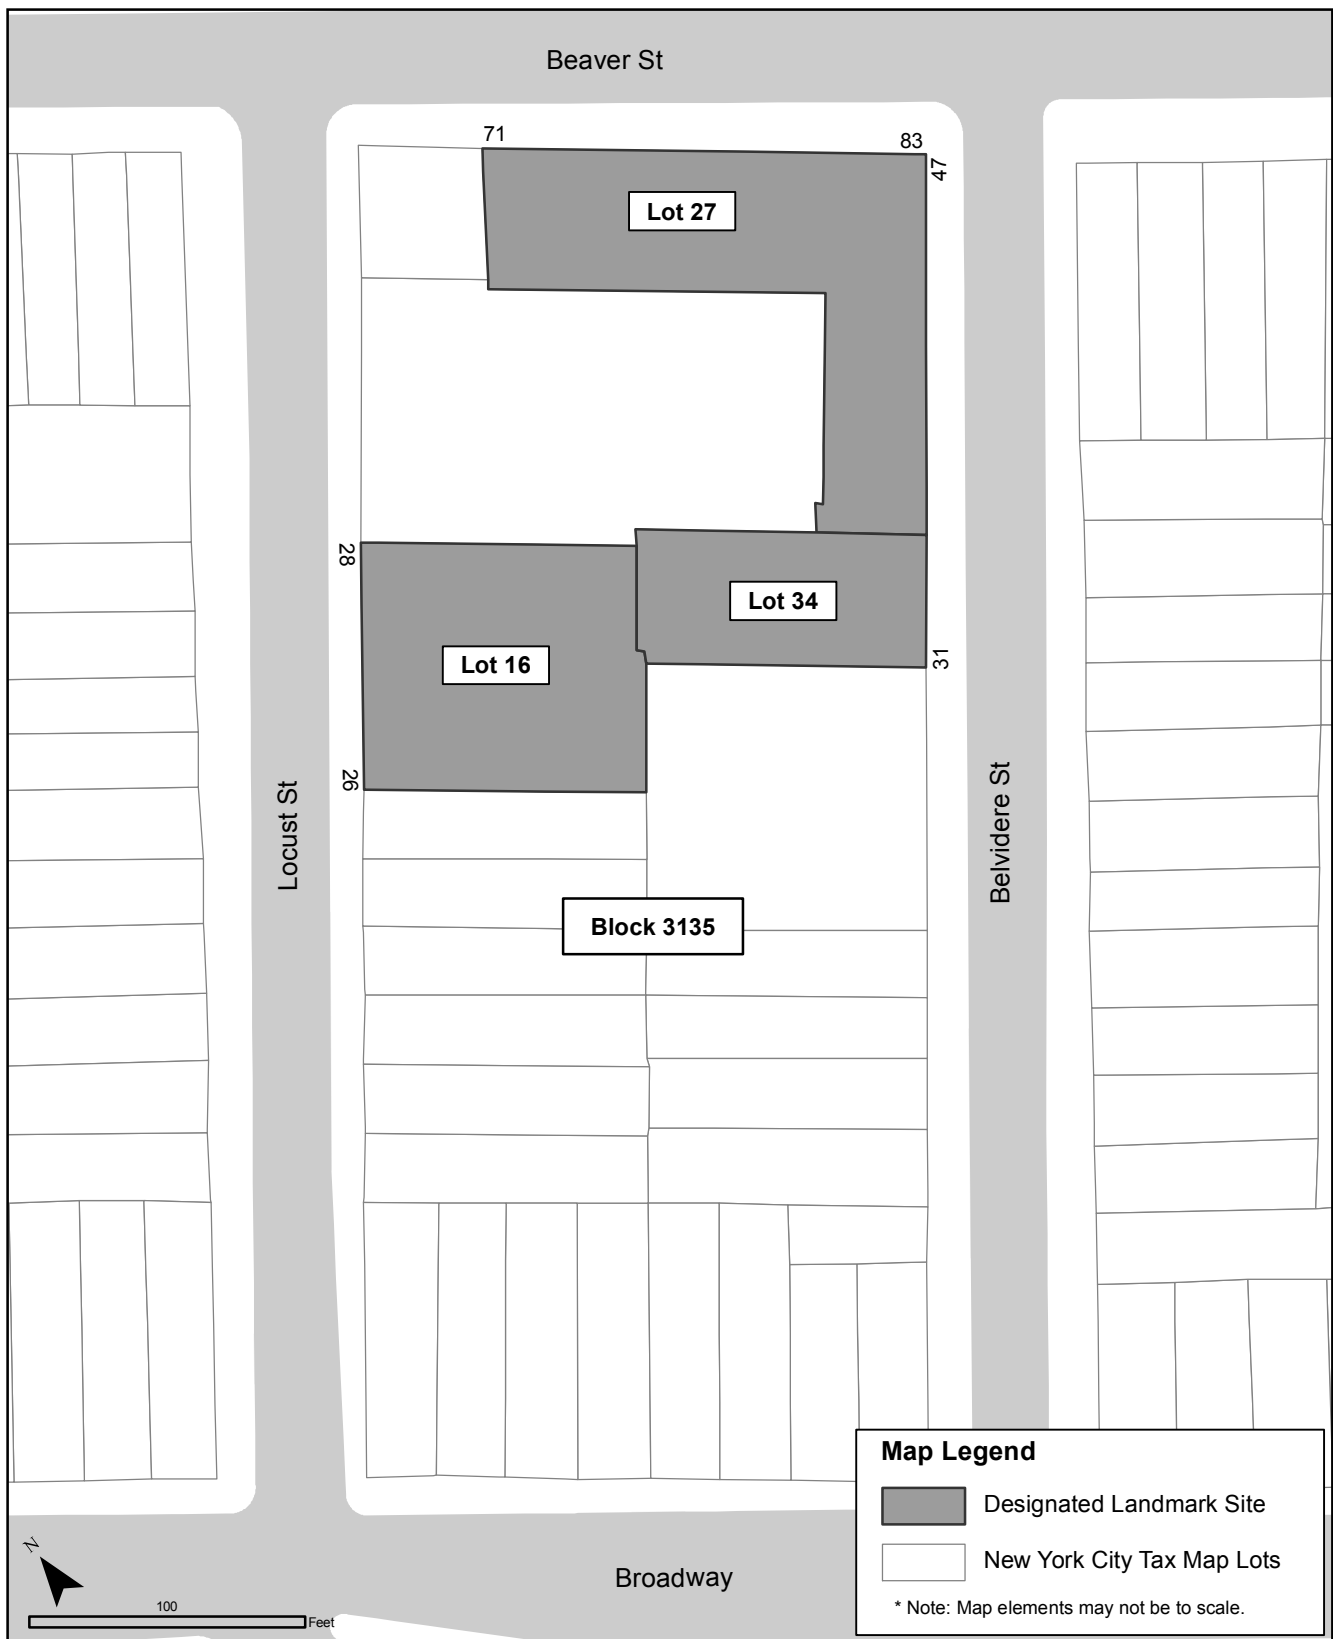 Beaver St
71
83
47
Lot 27
28
Lot 34
31
Lot 16
26
Locust St
Belvidere St
Block 3135
Map Legend
Designated Landmark Site
New York City Tax Map Lots
* Note: Map elements may not be to scale.
N
Broadway
100
Feet